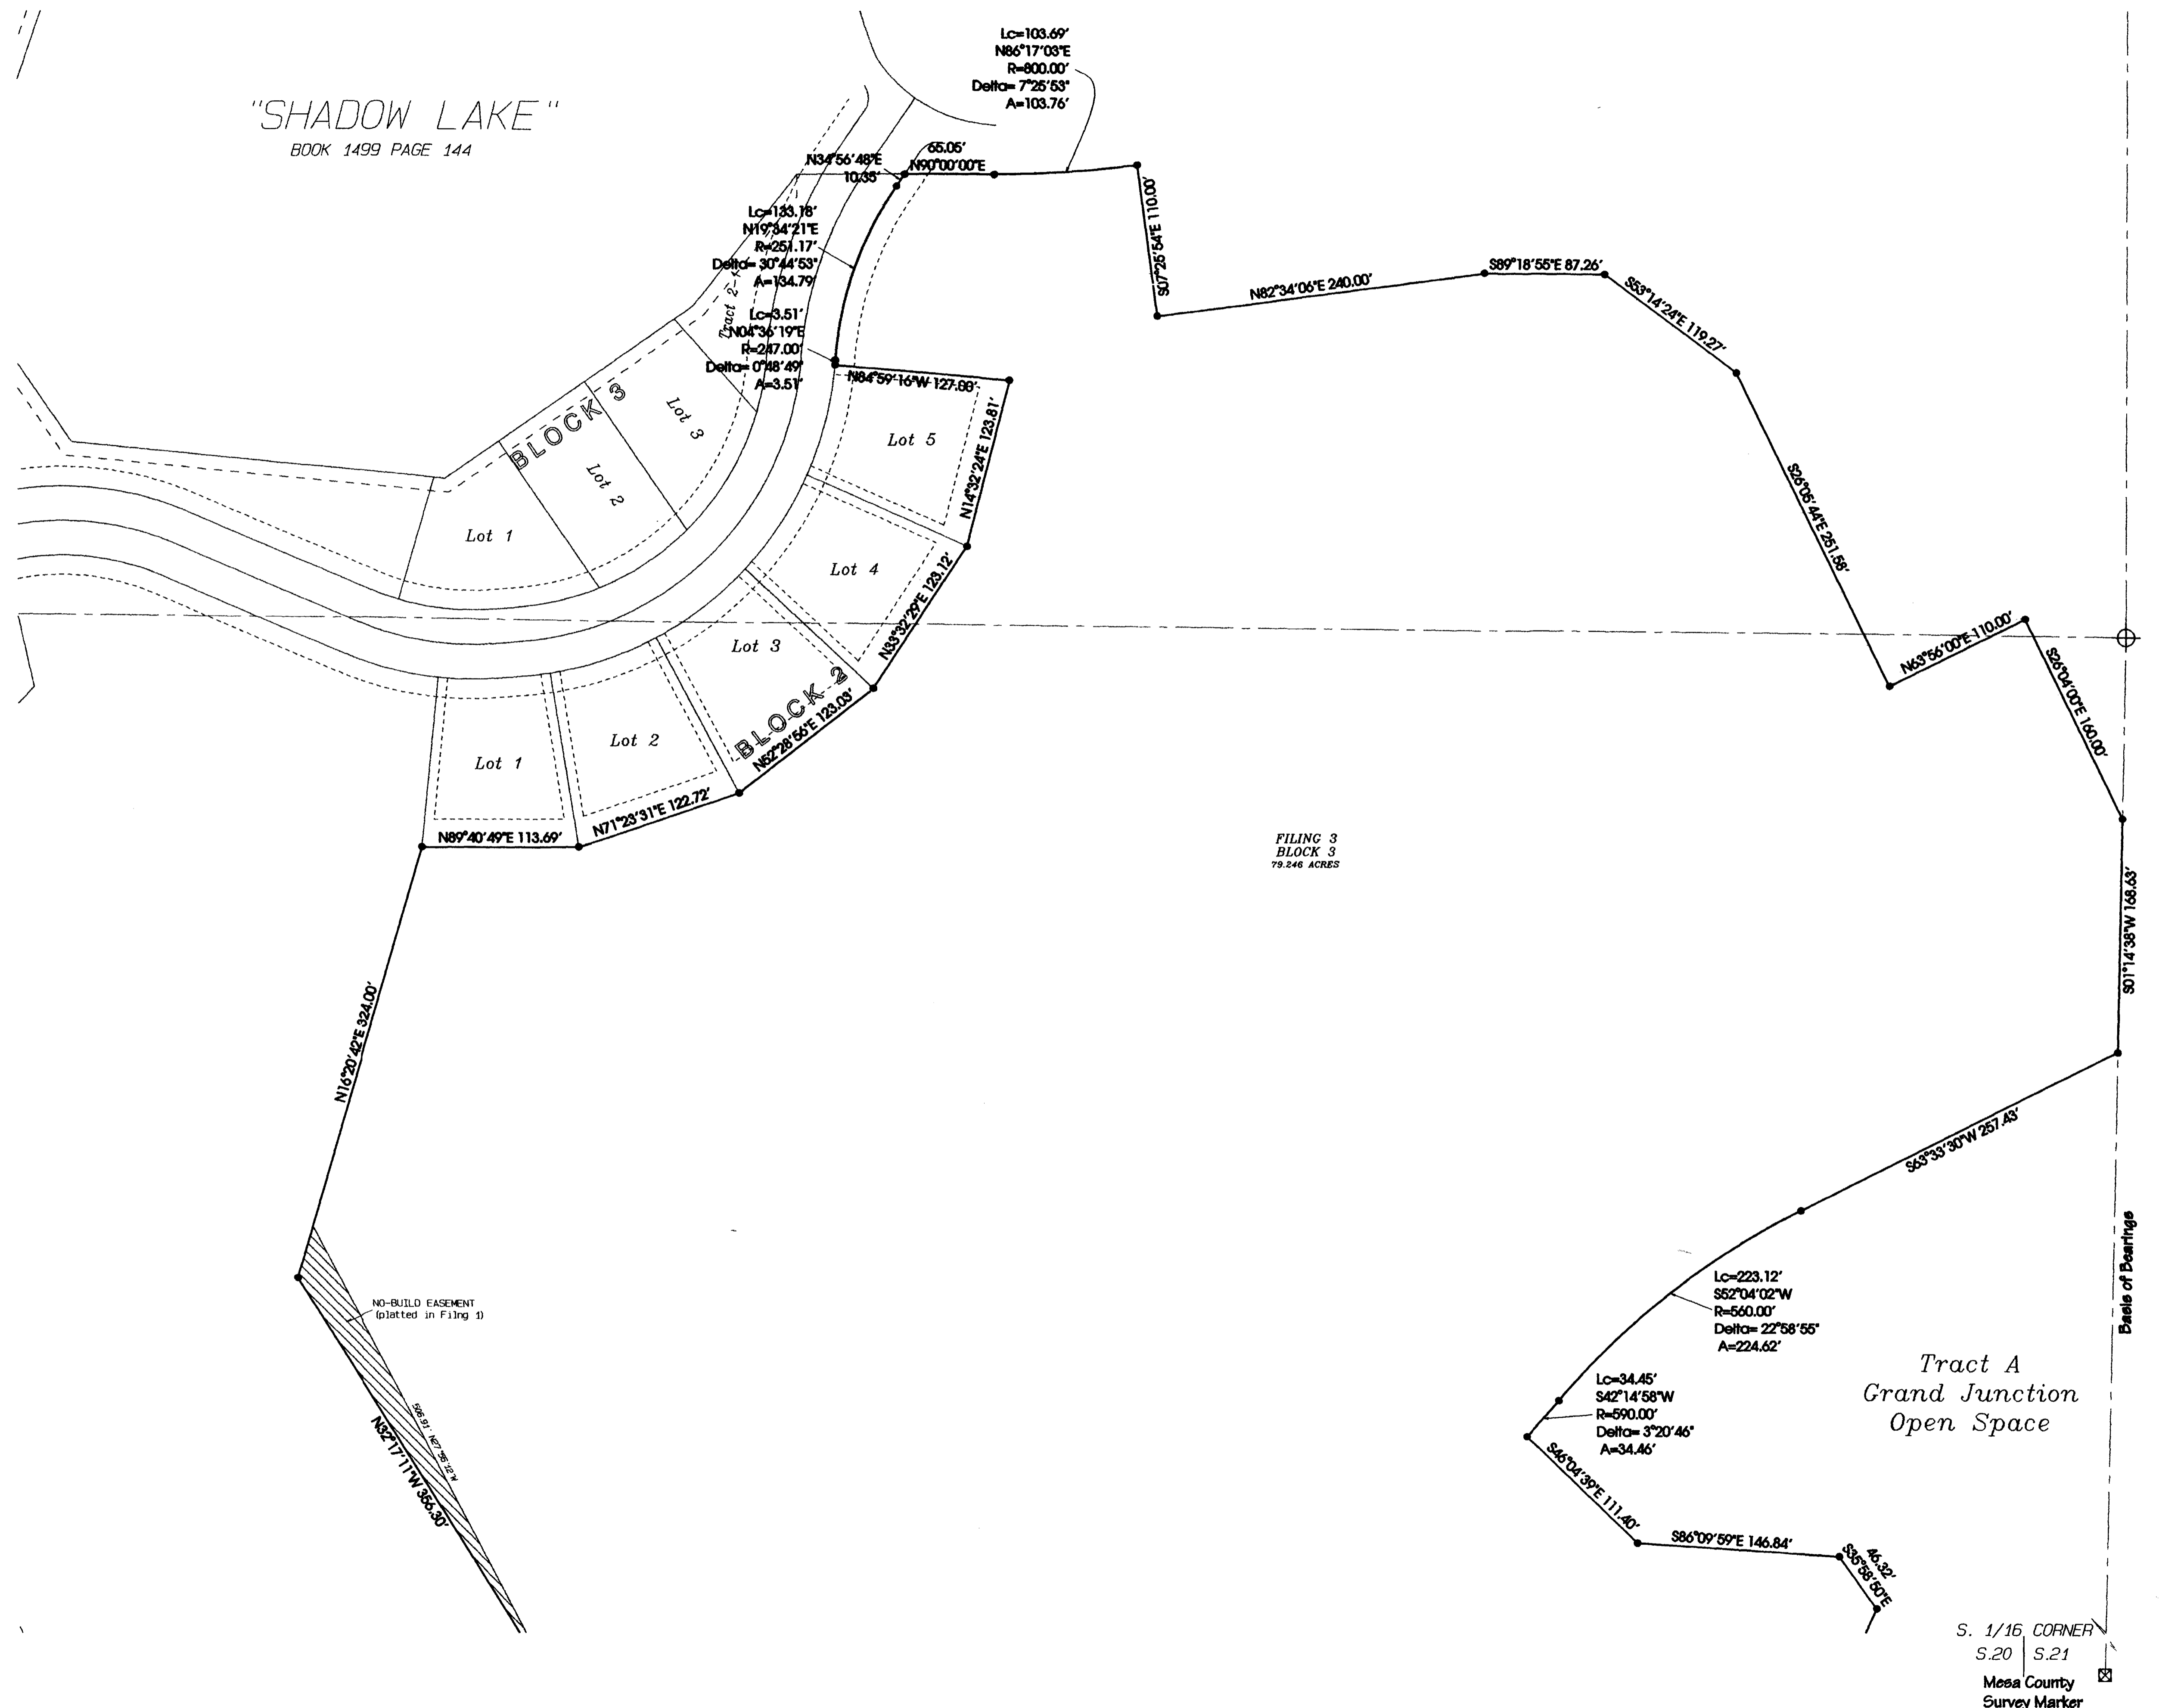 "SHADOW LAKE"
BOOK 1499 PAGE 144
Lc=103.69'
N86°17'03"E
R=800.00'
Delta= 7°25'53"
A=103.76'
65.05'
N90°00'00"E
N34°56'48"E
10.35'
Lc=133.18'
N19°34'21"E
R=251.17'
Delta= 30°44'53"
A=134.79'
Tract 2-
Lc=3.51'
N04°36'19"E
R=247.00'
Delta= 0°48'49"
A=3.51'
S07°25'54"E 110.00'
N82°34'06"E 240.00'
S89°18'55"E 87.26'
S53°14'24"E 119.27'
S26°05'44"E 251.58'
N63°56'00"E 110.00'
S26°04'00"E 160.00'
S01°14'38"W 168.63'
N84°59'16"W
BLOCK 3
Lot 3
Lot 2
Lot 1
Lot 5
N14°32'24"E 123.81'
Lot 4
N33°32'29"E 123.12'
Lot 3
BLOCK 2
N52°28'56"E 123.03'
Lot 2
N71°23'31"E 122.72'
Lot 1
N89°40'49"E 113.69'
FILING 3
BLOCK 3
79.246 ACRES
N16°20'42"E 324.00'
S63°33'30"W 257.43'
Basis of Bearings
NO-BUILD EASEMENT
(platted in Filng 1)
506.91' N27°56'12"W
N32°17'11"W 356.30'
Lc=223.12'
S52°04'02"W
R=560.00'
Delta= 22°58'55"
A=224.62'
Lc=34.45'
S42°14'58"W
R=590.00'
Delta= 3°20'46"
A=34.46'
Tract A
Grand Junction
Open Space
S46°04'39"E 111.40'
S86°09'59"E 146.84'
46.32'
S35°58'50"E
S. 1/16 CORNER
S.20 S.21
Mesa County
Survey Marker